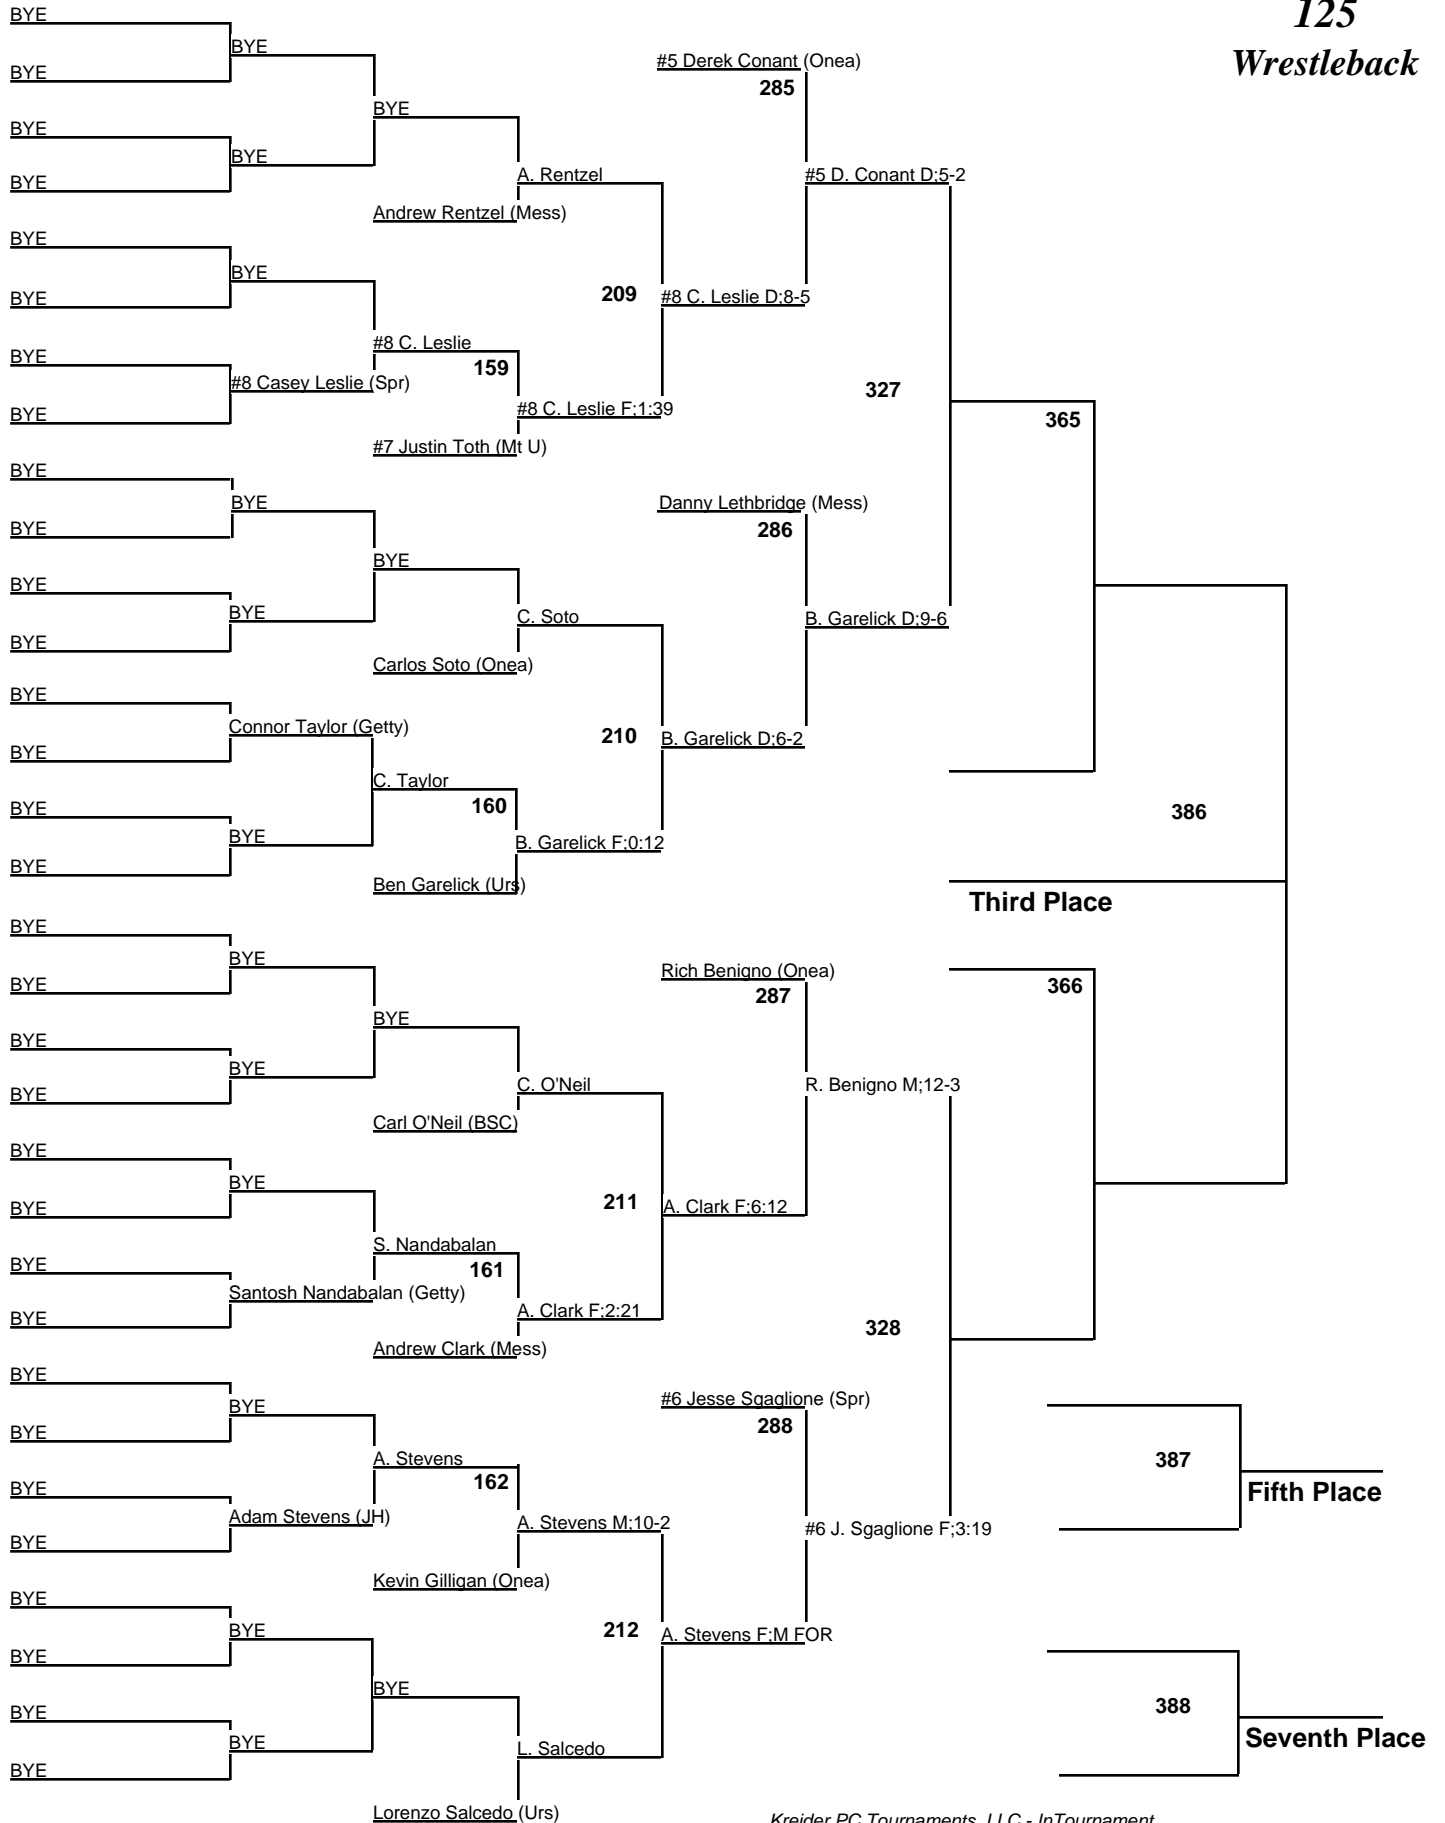 125
Wrestleback
BYE
BYE
BYE
#5 Derek Conant (Onea)
285
BYE
BYE
BYE
BYE
A. Rentzel
#5 D. Conant D;5-2
BYE
Andrew Rentzel (Mess)
BYE
BYE
209
#8 C. Leslie D;8-5
BYE
#8 C. Leslie
159
BYE
#8 Casey Leslie (Spr)
327
#8 C. Leslie F;1:39
BYE
365
#7 Justin Toth (Mt U)
BYE
BYE
Danny Lethbridge (Mess)
286
BYE
BYE
BYE
BYE
C. Soto
B. Garelick D;9-6
BYE
Carlos Soto (Onea)
BYE
Connor Taylor (Getty)
210
B. Garelick D;6-2
BYE
C. Taylor
160
BYE
386
BYE
B. Garelick F;0:12
BYE
Ben Garelick (Urs)
Third Place
BYE
BYE
Rich Benigno (Onea)
287
366
BYE
BYE
BYE
BYE
C. O'Neil
R. Benigno M;12-3
BYE
Carl O'Neil (BSC)
BYE
BYE
211
A. Clark F;6:12
BYE
S. Nandabalan
161
BYE
Santosh Nandabalan (Getty)
A. Clark F;2:21
BYE
328
Andrew Clark (Mess)
BYE
BYE
#6 Jesse Sgaglione (Spr)
288
BYE
A. Stevens
162
387
BYE
Fifth Place
Adam Stevens (JH)
A. Stevens M;10-2
#6 J. Sgaglione F;3:19
BYE
Kevin Gilligan (Onea)
BYE
BYE
212
A. Stevens F;M FOR
BYE
BYE
388
BYE
BYE
L. Salcedo
Seventh Place
BYE
Lorenzo Salcedo (Urs)
Kreider PC Tournaments, LLC - InTournament